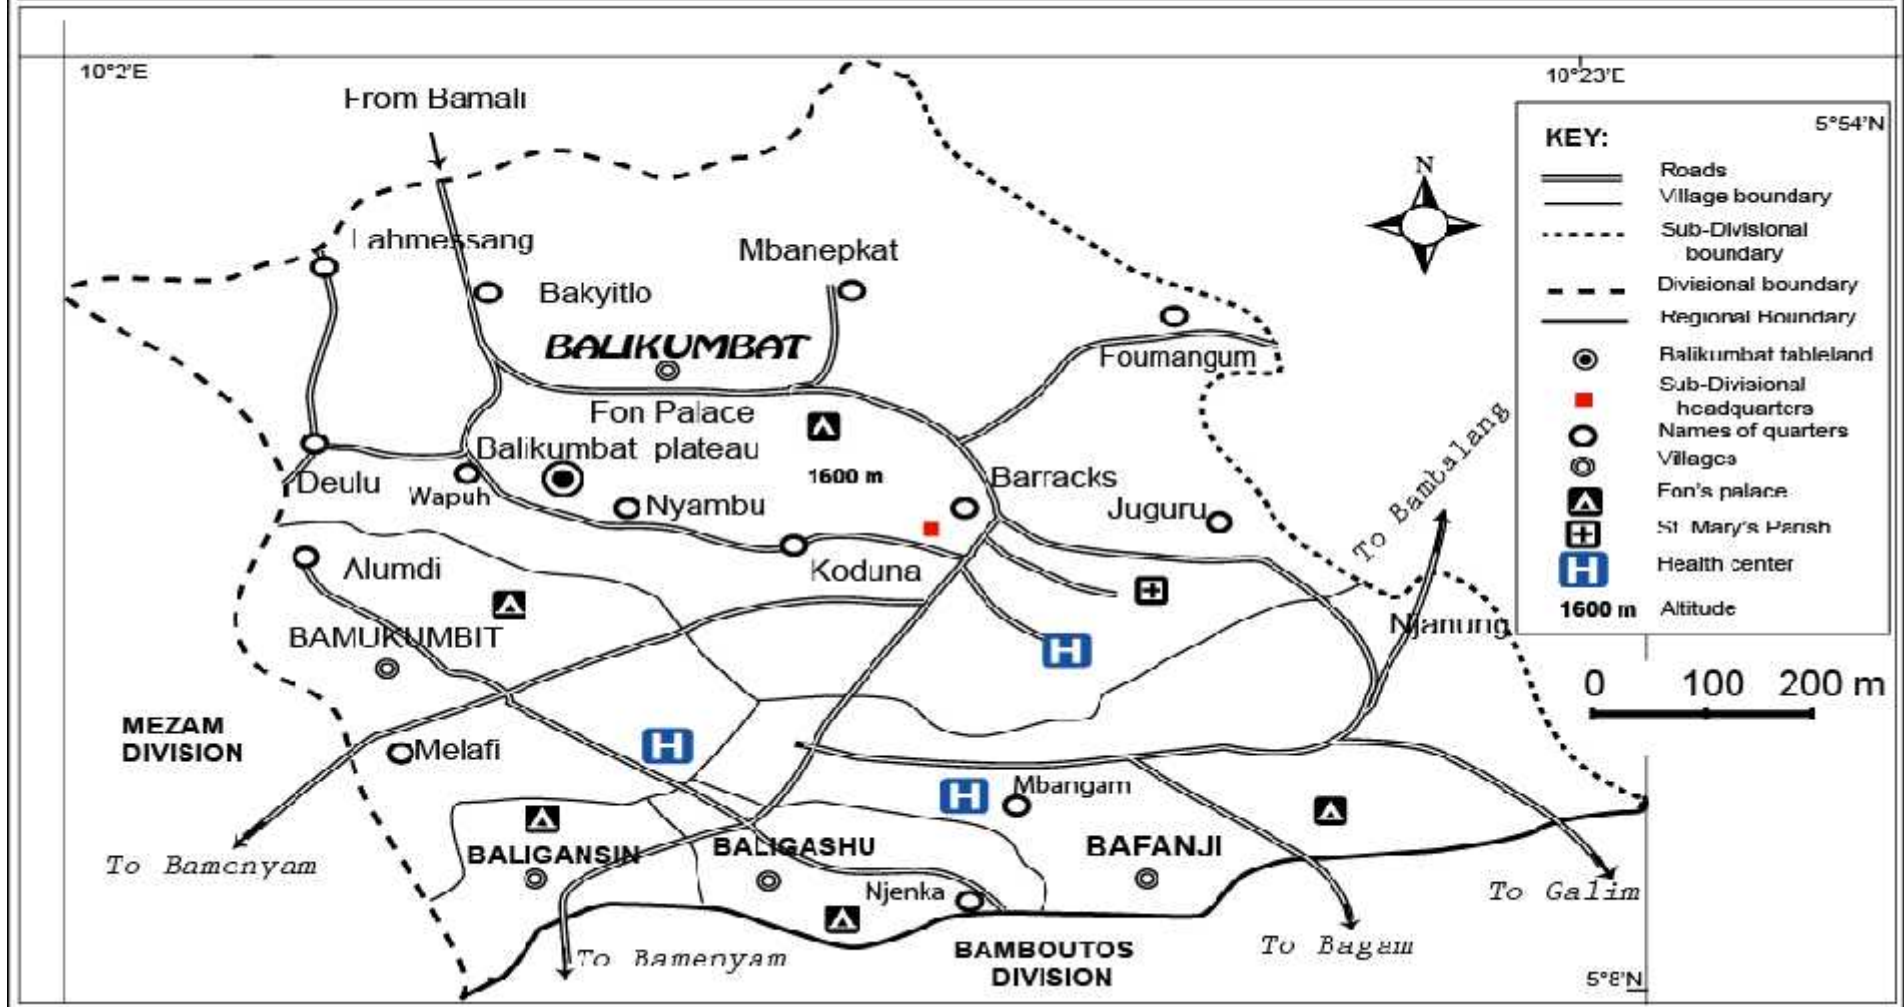 10°2'E
10°23'E
From Bamali
KEY:
5°54'N
Roads
Village boundary
Sub-Divisional
boundary
Divisional boundary
Regional Boundary
Balikumbat tableland
Sub-Divisional
headquarters
Names of quarters
Villages
Fon's palace
St Mary's Parish
H
Health center
1600 m
Altitude
N
Lahmessang
Mbanepkat
Bakyitlo
BALIKUMBAT
Foumangum
Fon Palace
Balikumbat plateau
1600 m
Deulu
Wapuh
Nyambu
Barracks
Juguru
To Bambalang
Koduna
Alumdi
BAMUKUMBIT
H
Njanung
0 100 200 m
MEZAM
DIVISION
Melafi
H
H
Mbangam
BALIGANSIN
BALIGASHU
BAFANJI
To Bamenyam
Njenka
To Galim
To Bamenyam
BAMBOUTOS
DIVISION
To Bagam
5°8'N